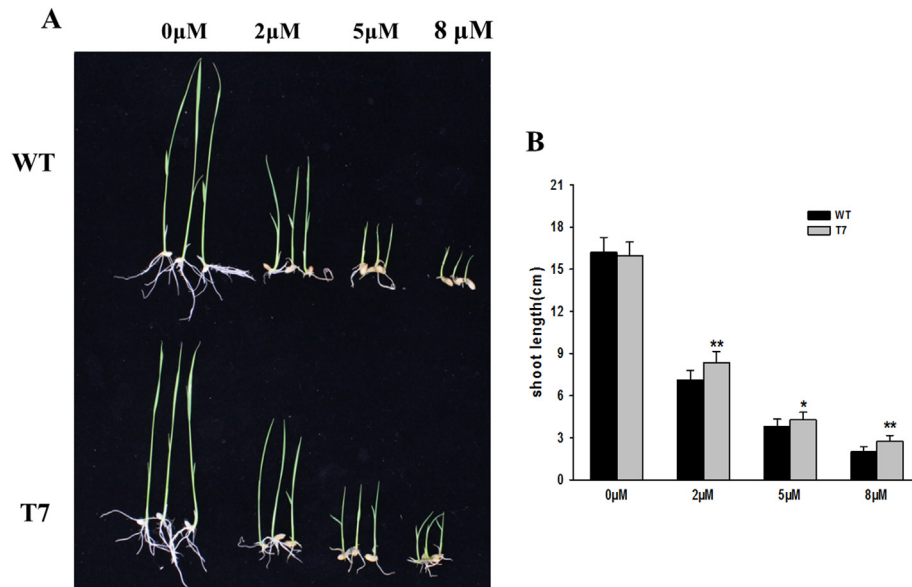 A
0µM 2µM 5µM 8 µM
WT
T7
B
21
18
15
12
9
6
3
0
shoot length(cm)
WT
T7
**
*
**
0µM 2µM 5µM 8µM